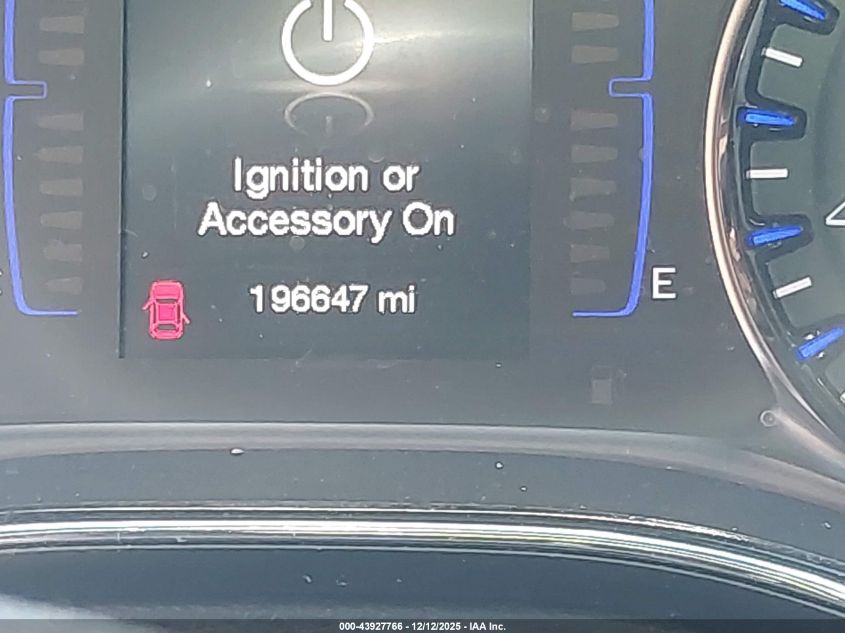 Ignition or
Accessory On
196647 mi
E
000-43927766 - 12/12/2025 - IAA Inc.